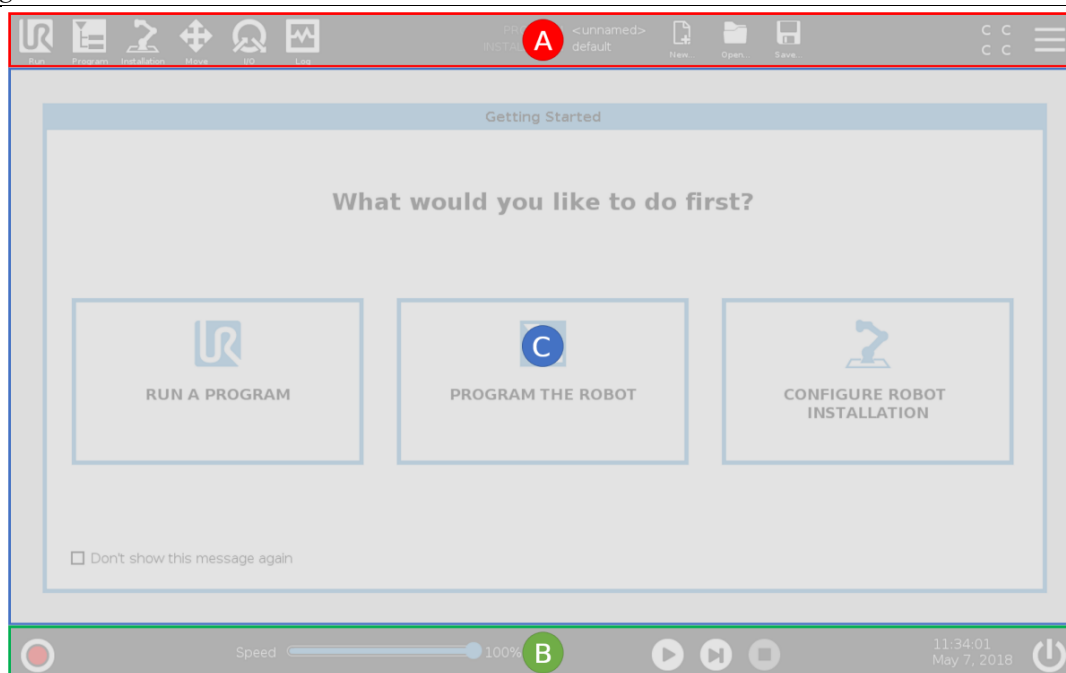 Run Program Installation Move I/O Log
<unnamed>
default
New... Open... Save...
C C
C C
A
Getting Started
What would you like to do first?
C
RUN A PROGRAM
PROGRAM THE ROBOT
CONFIGURE ROBOT
INSTALLATION
Don't show this message again
Speed 100%
B
11:34:01
May 7, 2018